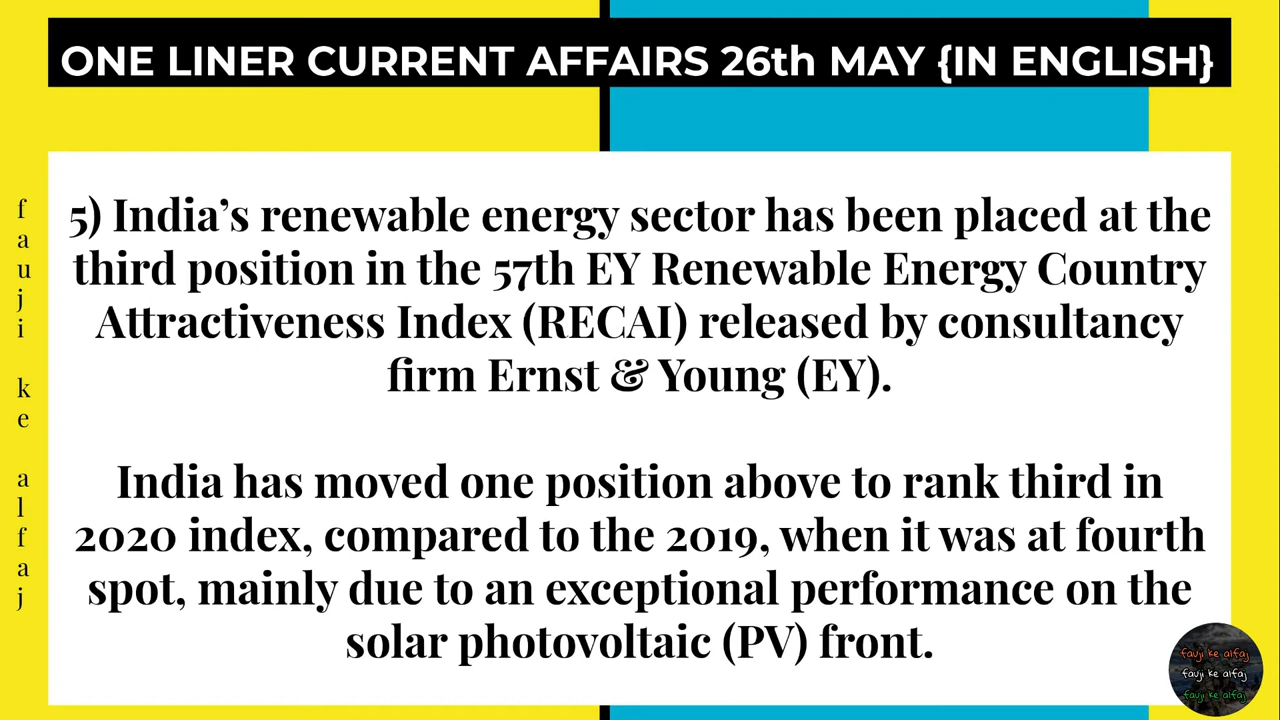 ONE LINER CURRENT AFFAIRS 26th MAY {IN ENGLISH}
5) India’s renewable energy sector has been placed at the
third position in the 57th EY Renewable Energy Country
Attractiveness Index (RECAI) released by consultancy
firm Ernst & Young (EY).
India has moved one position above to rank third in
2020 index, compared to the 2019, when it was at fourth
spot, mainly due to an exceptional performance on the
solar photovoltaic (PV) front.
fauji ke alfaj
fauji ke alfaj
fauji ke alfaj
fauji ke alfaj